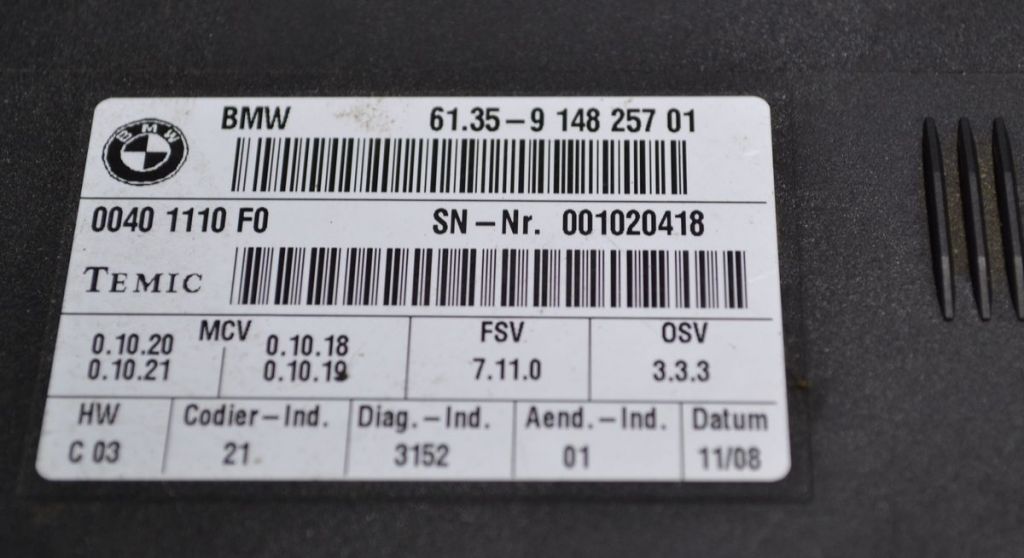 BMW
BMW 61.35-9 148 257 01
0040 1110 F0 SN-Nr. 001020418
TEMIC
MCV FSV OSV
0.10.20 0.10.18
0.10.21 0.10.19 7.11.0 3.3.3
HW Codier-Ind. Diag.-Ind. Aend.-Ind. Datum
C 03 21 3152 01 11/08